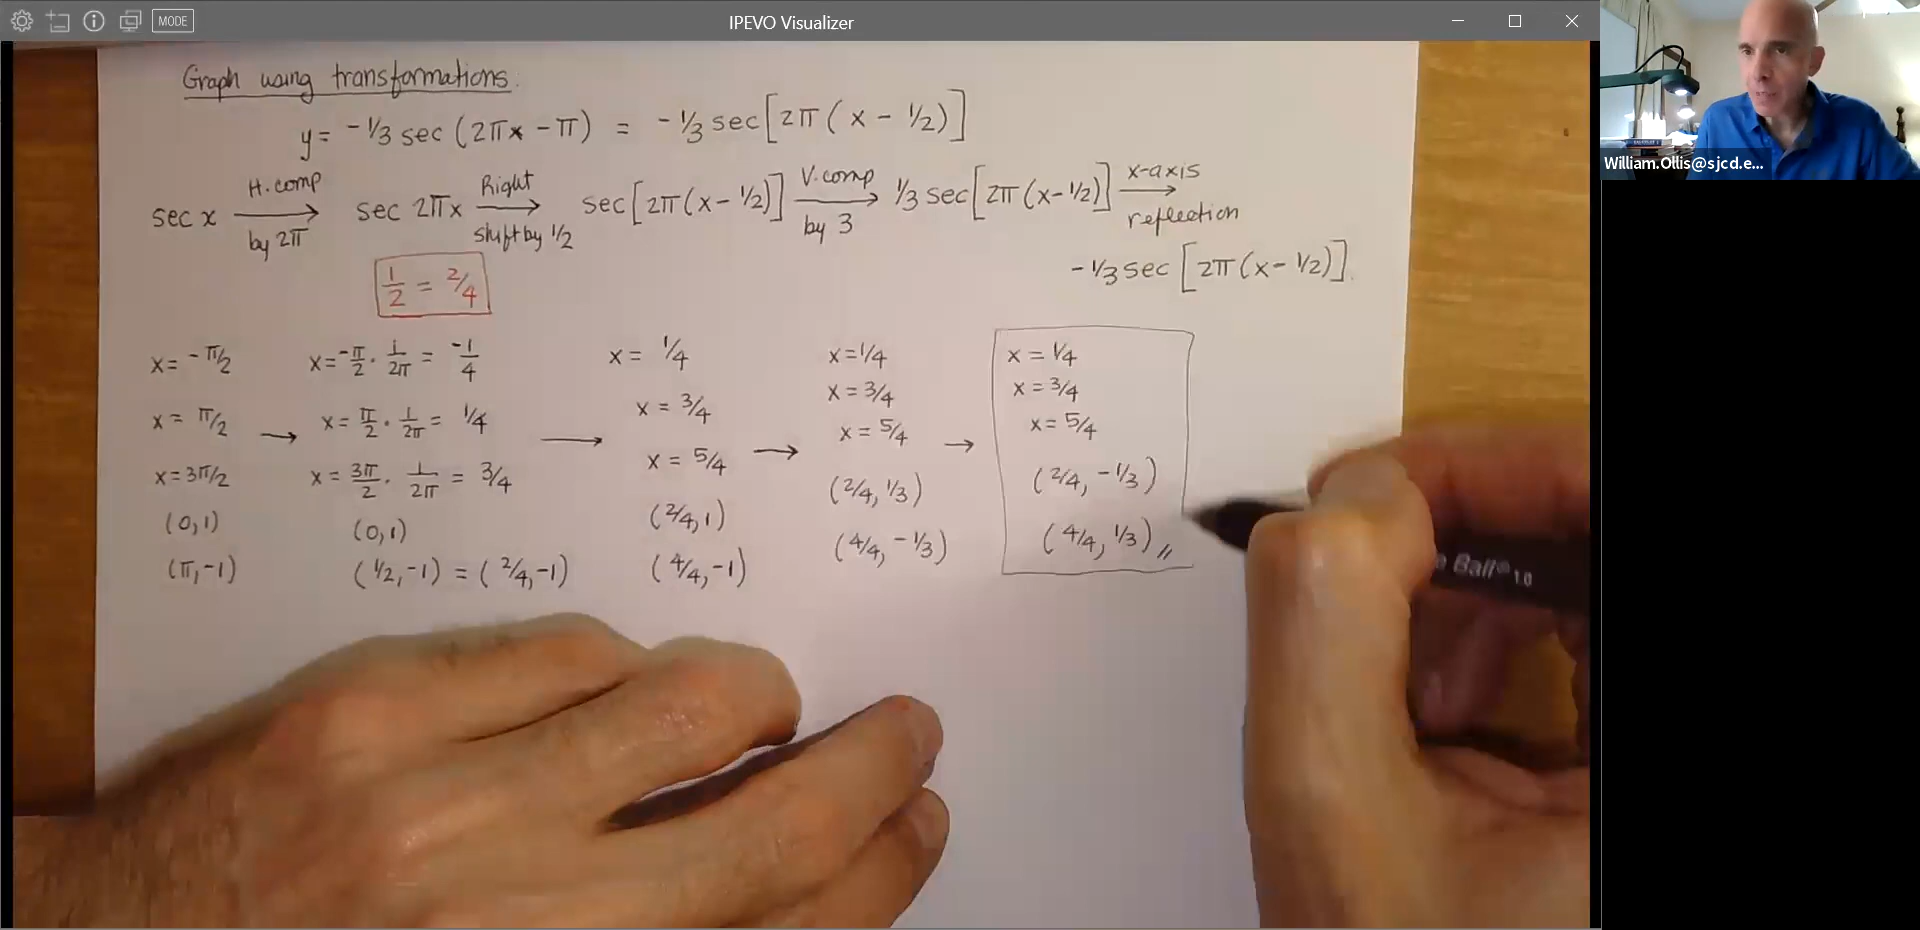 MODE
IPEVO Visualizer
Graph using transformations.
y = -1/3 sec (2πx - π) = -1/3 sec [2π ( x - 1/2)]
sec x → H. comp by 2π sec 2πx → Right shift by 1/2 sec [2π(x - 1/2)] → V. comp by 3 1/3 sec [2π (x - 1/2)] → x-axis reflection
-1/3 sec [2π (x - 1/2)].
1/2 = 2/4
x = -π/2
x = π/2 →
x = 3π/2
(0,1)
(π, -1)
x = -π/2 · 1/2π = -1/4
x = π/2 · 1/2π = 1/4
x = 3π/2 · 1/2π = 3/4
(0,1)
(1/2, -1) = (2/4, -1)
→
x = 1/4
x = 3/4
x = 5/4 →
(2/4, 1)
(4/4, -1)
x = 1/4
x = 3/4
x = 5/4 →
(2/4, 1/3)
(4/4, -1/3)
x = 1/4
x = 3/4
x = 5/4
(2/4, -1/3)
(4/4, 1/3) //
Ball® 1.0
William.Ollis@sjcd.e...